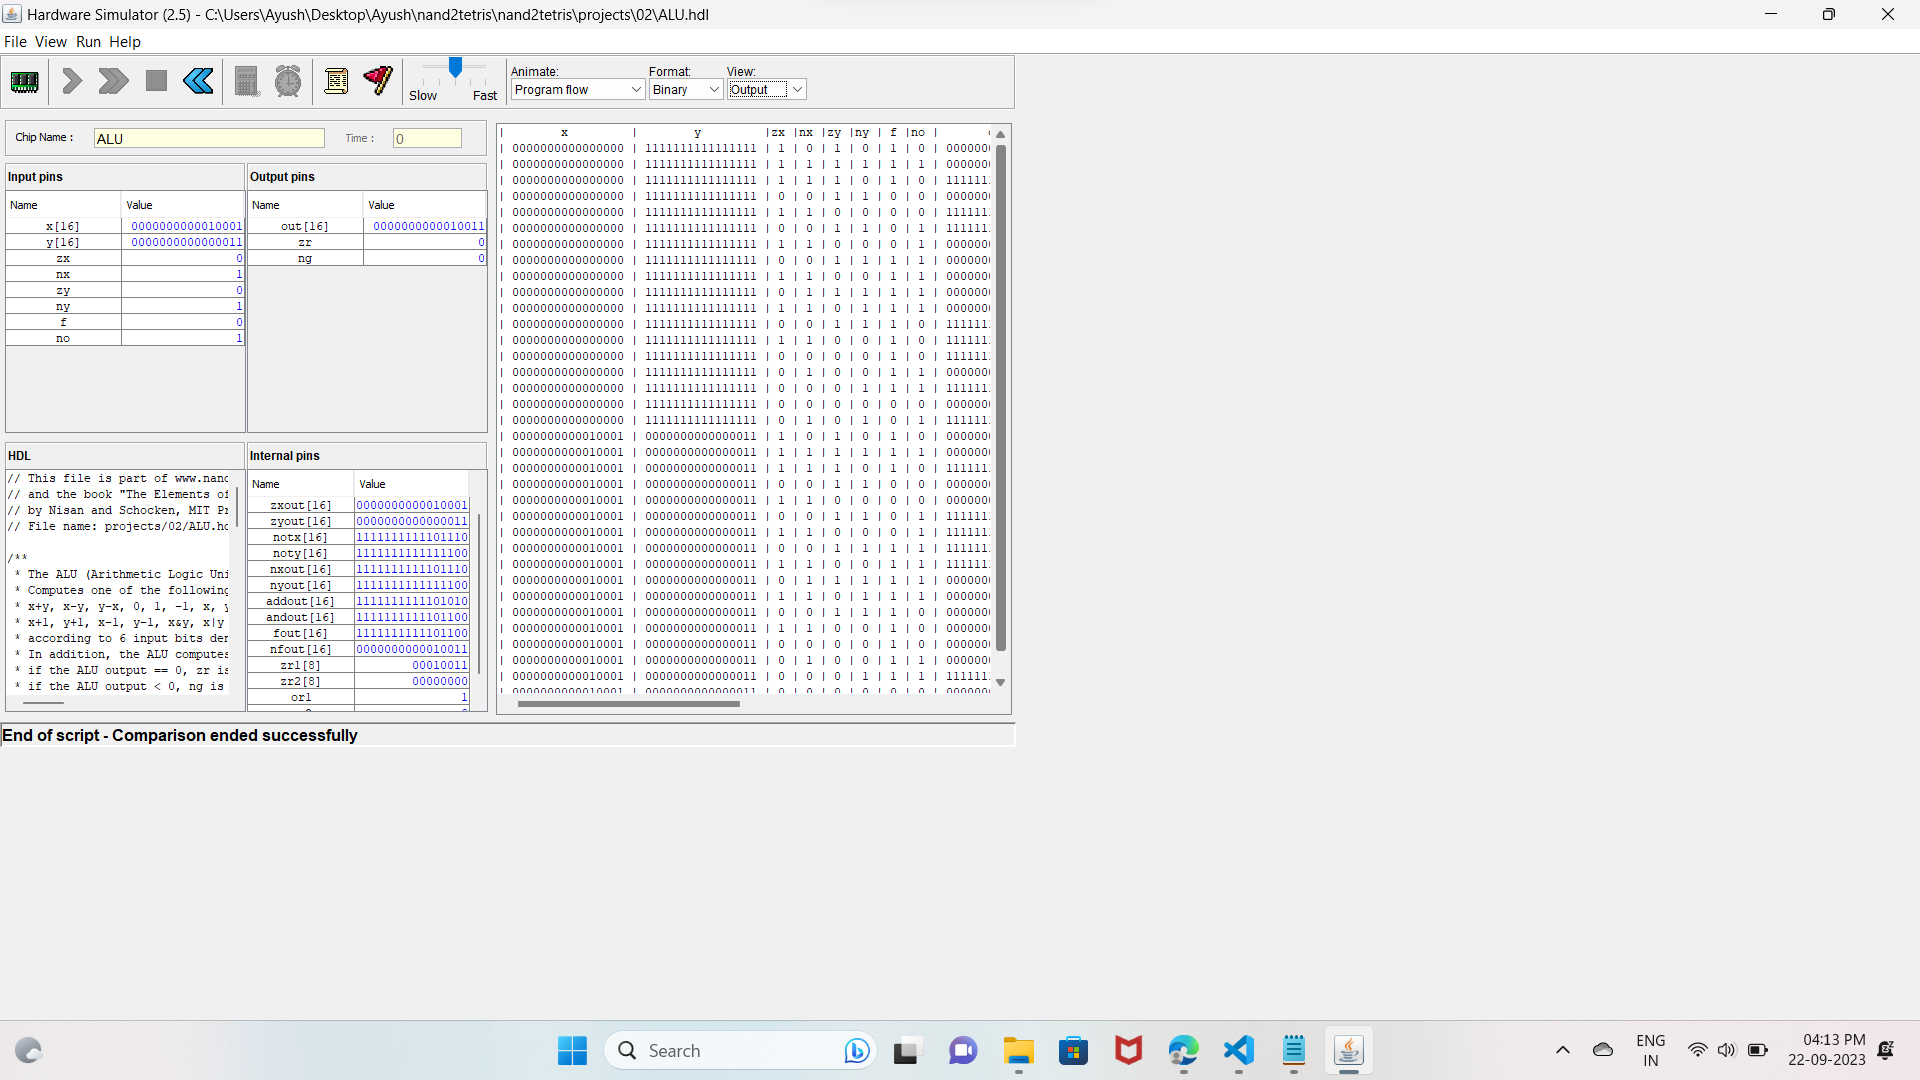 Hardware Simulator (2.5) - C:\Users\Ayush\Desktop\Ayush\nand2tetris\nand2tetris\projects\02\ALU.hdl
File View Run Help
Slow Fast
Animate: Format: View:
Program flow Binary Output
Chip Name : ALU Time : 0
Input pins
Name Value
x[16] 0000000000010001
y[16] 0000000000000011
zx 0
nx 1
zy 0
ny 1
f 0
no 1
Output pins
Name Value
out[16] 0000000000010011
zr 0
ng 0
HDL
// This file is part of www.nand
// and the book "The Elements of
// by Nisan and Schocken, MIT Pr
// File name: projects/02/ALU.hd
/**
* The ALU (Arithmetic Logic Uni
* Computes one of the following
* x+y, x-y, y-x, 0, 1, -1, x, y
* x+1, y+1, x-1, y-1, x&y, x|y
* according to 6 input bits den
* In addition, the ALU computes
* if the ALU output == 0, zr is
* if the ALU output < 0, ng is
Internal pins
Name Value
zxout[16] 0000000000010001
zyout[16] 0000000000000011
notx[16] 1111111111101110
noty[16] 1111111111111100
nxout[16] 1111111111101110
nyout[16] 1111111111111100
addout[16] 1111111111101010
andout[16] 1111111111101100
fout[16] 1111111111101100
nfout[16] 0000000000010011
zr1[8] 00010011
zr2[8] 00000000
or1 1
| x | y |zx |nx |zy |ny | f |no |
| 0000000000000000 | 1111111111111111 | 1 | 0 | 1 | 0 | 1 | 0 | 000000
| 0000000000000000 | 1111111111111111 | 1 | 1 | 1 | 1 | 1 | 1 | 000000
| 0000000000000000 | 1111111111111111 | 1 | 1 | 1 | 0 | 1 | 0 | 111111
| 0000000000000000 | 1111111111111111 | 0 | 0 | 1 | 1 | 0 | 0 | 000000
| 0000000000000000 | 1111111111111111 | 1 | 1 | 0 | 0 | 0 | 0 | 111111
| 0000000000000000 | 1111111111111111 | 0 | 0 | 1 | 1 | 0 | 1 | 111111
| 0000000000000000 | 1111111111111111 | 1 | 1 | 0 | 0 | 0 | 1 | 000000
| 0000000000000000 | 1111111111111111 | 0 | 0 | 1 | 1 | 1 | 1 | 000000
| 0000000000000000 | 1111111111111111 | 1 | 1 | 0 | 0 | 1 | 1 | 000000
| 0000000000000000 | 1111111111111111 | 0 | 1 | 1 | 1 | 1 | 1 | 000000
| 0000000000000000 | 1111111111111111 | 1 | 1 | 0 | 1 | 1 | 1 | 000000
| 0000000000000000 | 1111111111111111 | 0 | 0 | 1 | 1 | 1 | 0 | 111111
| 0000000000000000 | 1111111111111111 | 1 | 1 | 0 | 0 | 1 | 0 | 111111
| 0000000000000000 | 1111111111111111 | 0 | 0 | 0 | 0 | 1 | 0 | 111111
| 0000000000000000 | 1111111111111111 | 0 | 1 | 0 | 0 | 1 | 1 | 000000
| 0000000000000000 | 1111111111111111 | 0 | 0 | 0 | 1 | 1 | 1 | 111111
| 0000000000000000 | 1111111111111111 | 0 | 0 | 0 | 0 | 0 | 0 | 000000
| 0000000000000000 | 1111111111111111 | 0 | 1 | 0 | 1 | 0 | 1 | 111111
| 0000000000010001 | 0000000000000011 | 1 | 0 | 1 | 0 | 1 | 0 | 000000
| 0000000000010001 | 0000000000000011 | 1 | 1 | 1 | 1 | 1 | 1 | 000000
| 0000000000010001 | 0000000000000011 | 1 | 1 | 1 | 0 | 1 | 0 | 111111
| 0000000000010001 | 0000000000000011 | 0 | 0 | 1 | 1 | 0 | 0 | 000000
| 0000000000010001 | 0000000000000011 | 1 | 1 | 0 | 0 | 0 | 0 | 000000
| 0000000000010001 | 0000000000000011 | 0 | 0 | 1 | 1 | 0 | 1 | 111111
| 0000000000010001 | 0000000000000011 | 1 | 1 | 0 | 0 | 0 | 1 | 111111
| 0000000000010001 | 0000000000000011 | 0 | 0 | 1 | 1 | 1 | 1 | 111111
| 0000000000010001 | 0000000000000011 | 1 | 1 | 0 | 0 | 1 | 1 | 111111
| 0000000000010001 | 0000000000000011 | 0 | 1 | 1 | 1 | 1 | 1 | 000000
| 0000000000010001 | 0000000000000011 | 1 | 1 | 0 | 1 | 1 | 1 | 000000
| 0000000000010001 | 0000000000000011 | 0 | 0 | 1 | 1 | 1 | 0 | 000000
| 0000000000010001 | 0000000000000011 | 1 | 1 | 0 | 0 | 1 | 0 | 000000
| 0000000000010001 | 0000000000000011 | 0 | 0 | 0 | 0 | 1 | 0 | 000000
| 0000000000010001 | 0000000000000011 | 0 | 1 | 0 | 0 | 1 | 1 | 000000
| 0000000000010001 | 0000000000000011 | 0 | 0 | 0 | 1 | 1 | 1 | 111111
| 0000000000010001 | 0000000000000011 | 0 | 0 | 0 | 0 | 0 | 0 | 000000
End of script - Comparison ended successfully
Search
ENG
IN
04:13 PM
22-09-2023